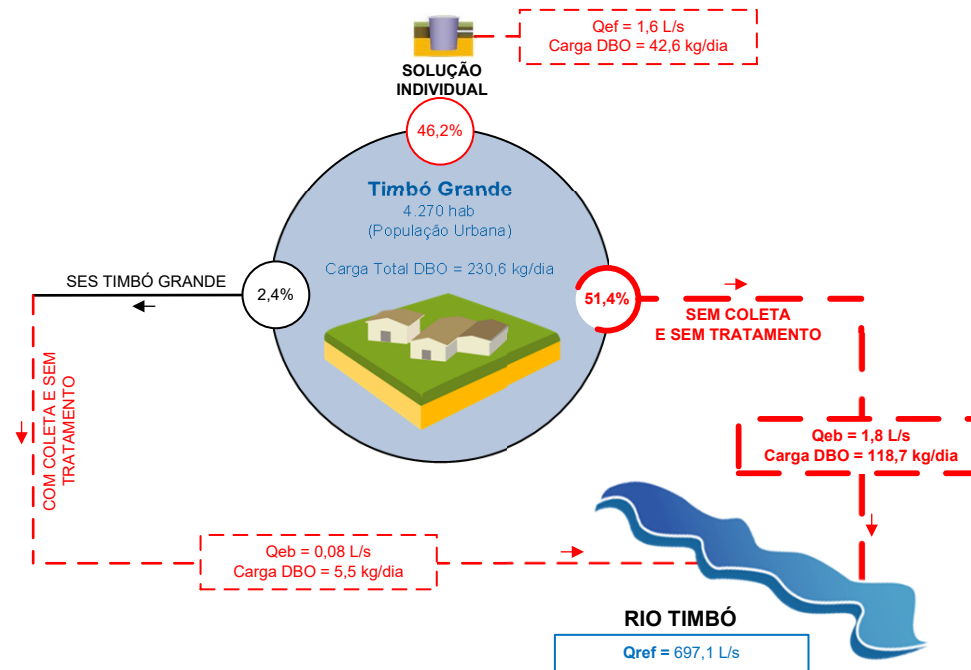 Qef = 1,6 L/s
Carga DBO = 42,6 kg/dia
SOLUÇÃO
INDIVIDUAL
46,2%
Timbó Grande
4.270 hab
(População Urbana)
Carga Total DBO = 230,6 kg/dia
SES TIMBÓ GRANDE
2,4%
51,4%
SEM COLETA
E SEM TRATAMENTO
COM COLETA E SEM
TRATAMENTO
Qeb = 1,8 L/s
Carga DBO = 118,7 kg/dia
Qeb = 0,08 L/s
Carga DBO = 5,5 kg/dia
RIO TIMBÓ
Qref = 697,1 L/s